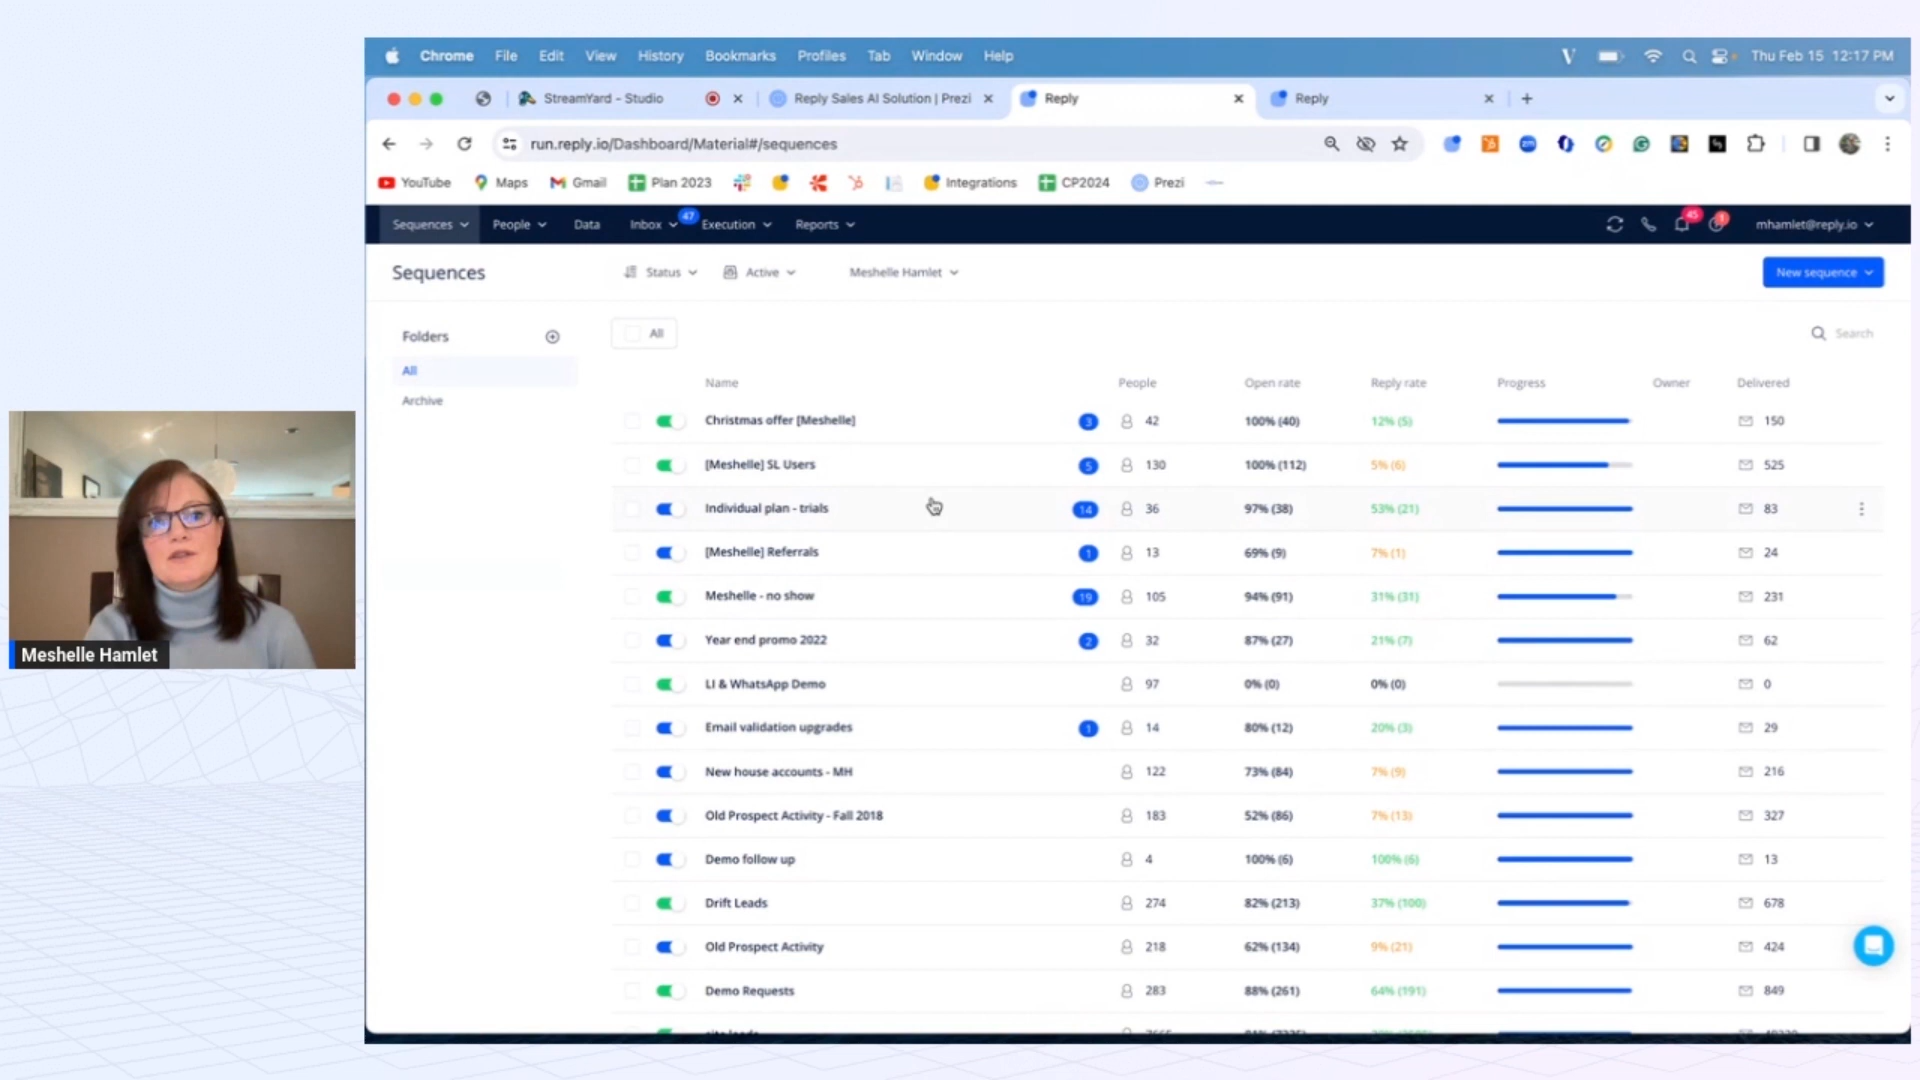 Chrome File Edit View History Bookmarks Profiles Tab Window Help V Thu Feb 15 12:17 PM
StreamYard - Studio Reply Sales AI Solution | Prezi Reply Reply
run.reply.io/Dashboard/Material#/sequences
YouTube Maps Gmail Plan 2023 Integrations CP2024 Prezi
Sequences People Data Inbox 47 Execution Reports 45 mhamlet@reply.io
Sequences Status Active Meshelle Hamlet New sequence
Folders All Search
All
Archive
Name People Open rate Reply rate Progress Owner Delivered
Christmas offer [Meshelle] 3 42 100% (40) 12% (5) 150
[Meshelle] SL Users 5 130 100% (112) 5% (6) 525
Individual plan - trials 14 36 97% (38) 53% (21) 83
[Meshelle] Referrals 1 13 69% (9) 7% (1) 24
Meshelle - no show 19 105 94% (91) 31% (31) 231
Year end promo 2022 2 32 87% (27) 21% (7) 62
LI & WhatsApp Demo 97 0% (0) 0% (0) 0
Email validation upgrades 1 14 80% (12) 20% (3) 29
New house accounts - MH 122 73% (84) 7% (9) 216
Old Prospect Activity - Fall 2018 183 52% (86) 7% (13) 327
Demo follow up 4 100% (6) 100% (6) 13
Drift Leads 274 82% (213) 37% (100) 678
Old Prospect Activity 218 62% (134) 9% (21) 424
Demo Requests 283 88% (261) 64% (191) 849
Meshelle Hamlet